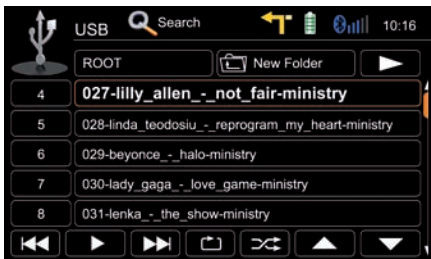 USB Search 10:16
ROOT New Folder
4 027-lilly_allen_-_not_fair-ministry
5 028-linda_teodosiu_-_reprogram_my_heart-ministry
6 029-beyonce_-_halo-ministry
7 030-lady_gaga_-_love_game-ministry
8 031-lenka_-_the_show-ministry